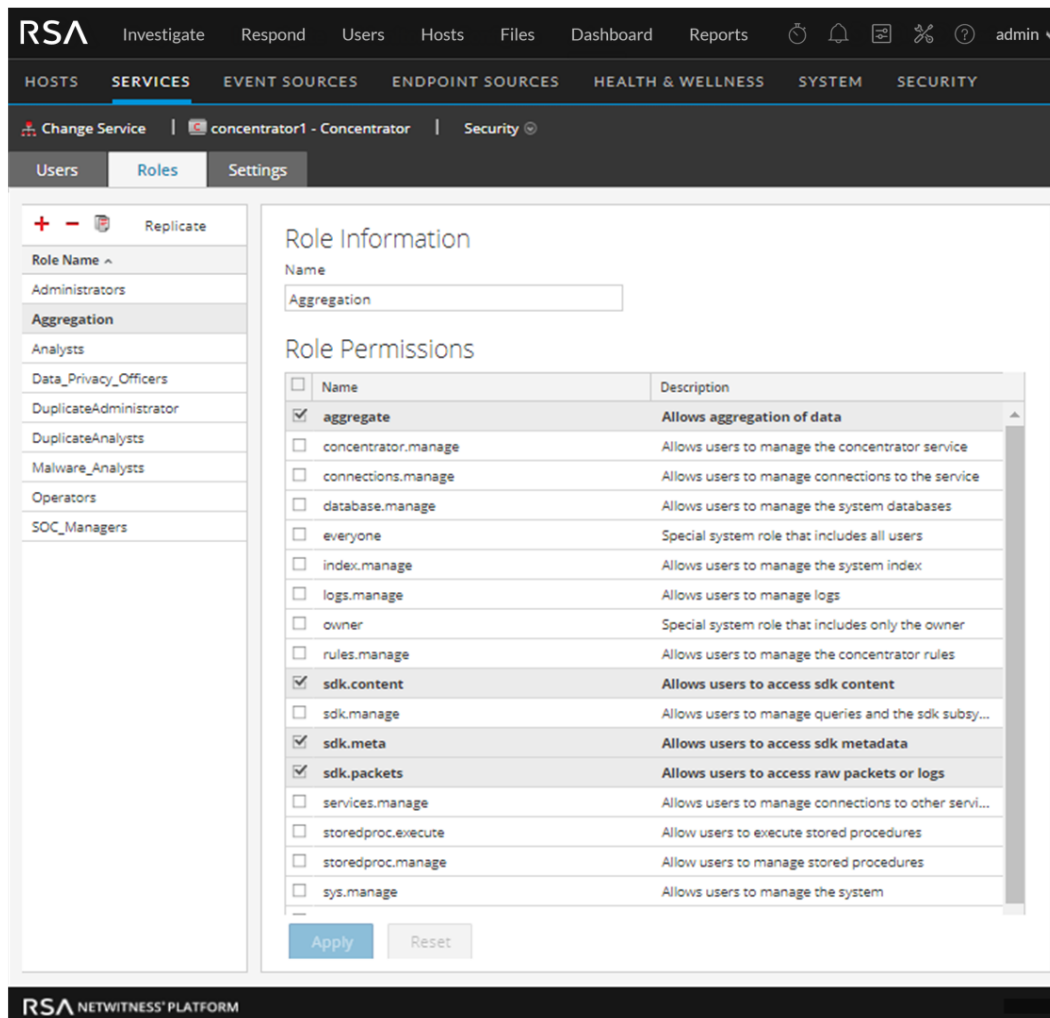 RSA Investigate Respond Users Hosts Files Dashboard Reports admin
HOSTS SERVICES EVENT SOURCES ENDPOINT SOURCES HEALTH & WELLNESS SYSTEM SECURITY
Change Service | C concentrator1 - Concentrator | Security
Users Roles Settings
Replicate
Role Name
Administrators
Aggregation
Analysts
Data_Privacy_Officers
DuplicateAdministrator
DuplicateAnalysts
Malware_Analysts
Operators
SOC_Managers
Role Information
Name
Aggregation
Role Permissions
Name Description
aggregate Allows aggregation of data
concentrator.manage Allows users to manage the concentrator service
connections.manage Allows users to manage connections to the service
database.manage Allows users to manage the system databases
everyone Special system role that includes all users
index.manage Allows users to manage the system index
logs.manage Allows users to manage logs
owner Special system role that includes only the owner
rules.manage Allows users to manage the concentrator rules
sdk.content Allows users to access sdk content
sdk.manage Allows users to manage queries and the sdk subsy...
sdk.meta Allows users to access sdk metadata
sdk.packets Allows users to access raw packets or logs
services.manage Allows users to manage connections to other servi...
storedproc.execute Allow users to execute stored procedures
storedproc.manage Allow users to manage stored procedures
sys.manage Allows users to manage the system
Apply Reset
RSA NETWITNESS® PLATFORM